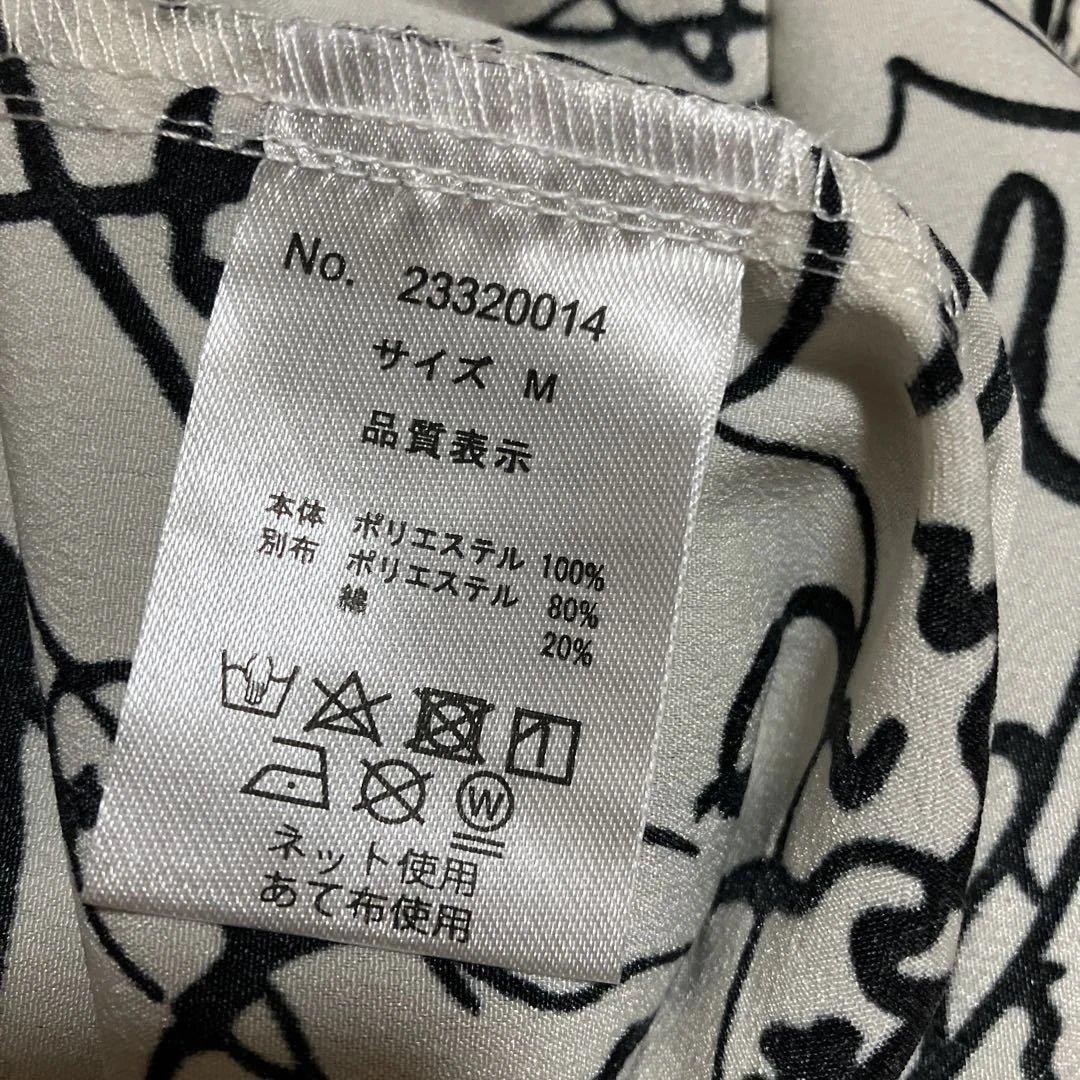 No. 23320014
サイズ M
品質表示
本体 ポリエステル 100%
別布 ポリエステル 80%
綿 20%
W
ネット使用
あて布使用